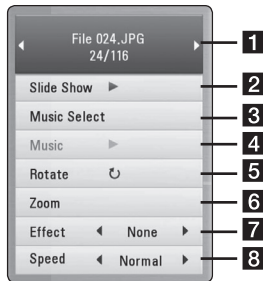 File 024.JPG 1
24/116
Slide Show 2
Music Select 3
Music 4
Rotate 5
Zoom 6
Effect None 7
Speed Normal 8